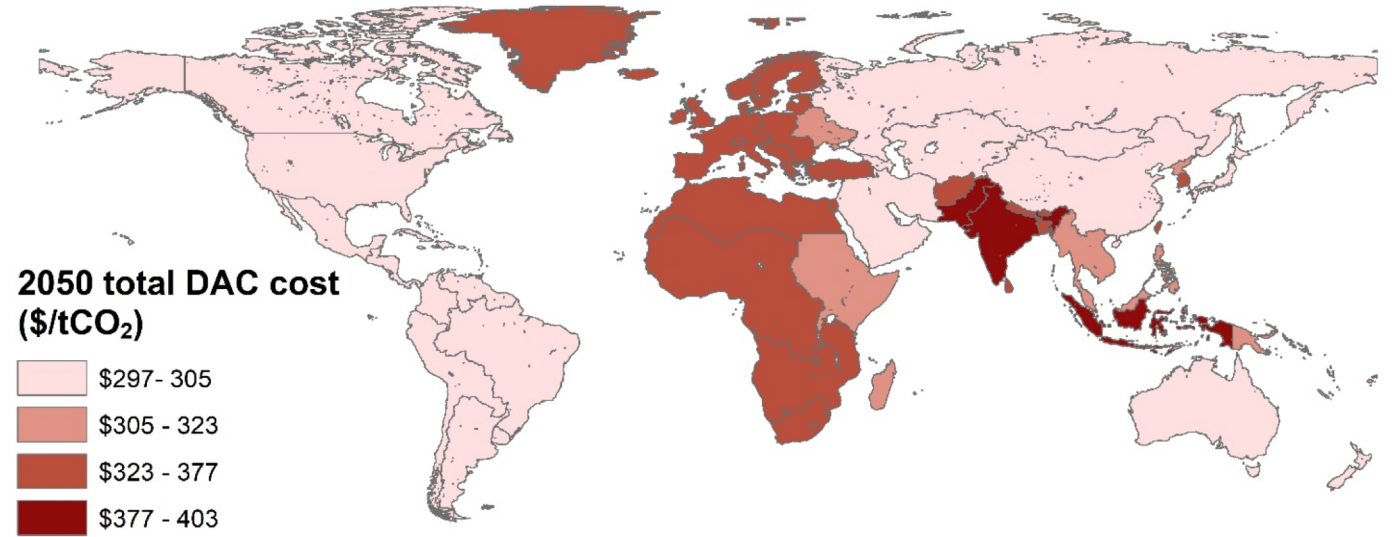 2050 total DAC cost
($/tCO₂)
$297- 305
$305 - 323
$323 - 377
$377 - 403